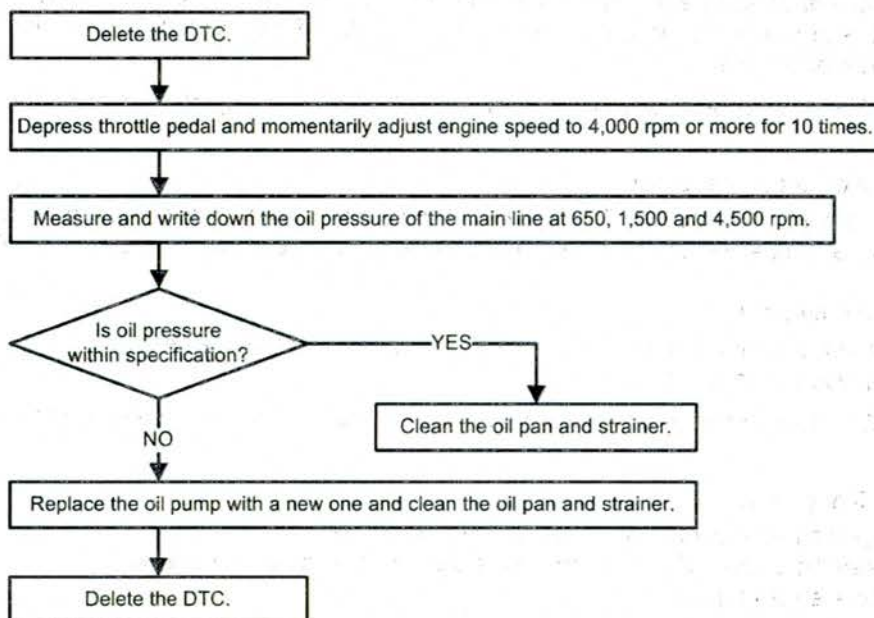 Delete the DTC.
Depress throttle pedal and momentarily adjust engine speed to 4,000 rpm or more for 10 times.
Measure and write down the oil pressure of the main line at 650, 1,500 and 4,500 rpm.
Is oil pressure
within specification?
YES
Clean the oil pan and strainer.
NO
Replace the oil pump with a new one and clean the oil pan and strainer.
Delete the DTC.